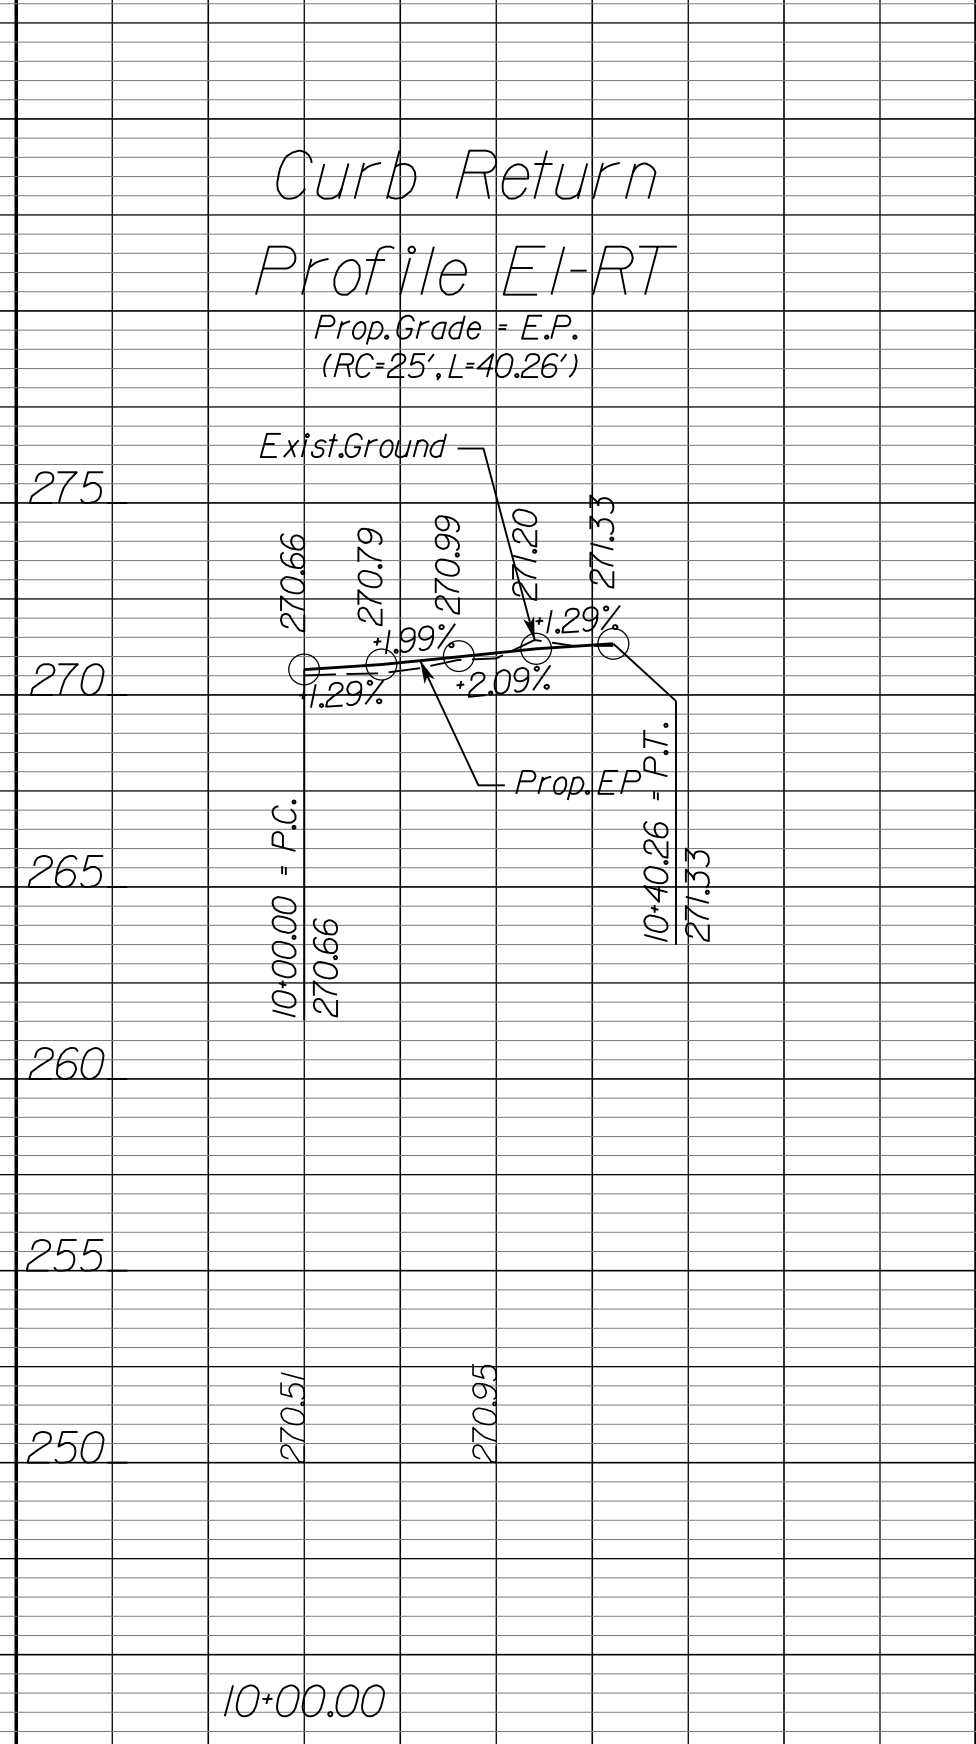 Curb Return
Profile E1-RT
Prop.Grade = E.P.
(RC=25', L=40.26')
Exist.Ground
275
270.66
270.79
270.99
271.20
271.33
+1.29%
+1.99%
270
+1.29%
+2.09%
Prop.EP
10+00.00 = P.C.
270.66
10+40.26 = P.T.
271.33
265
260
255
270.51
270.95
250
10+00.00